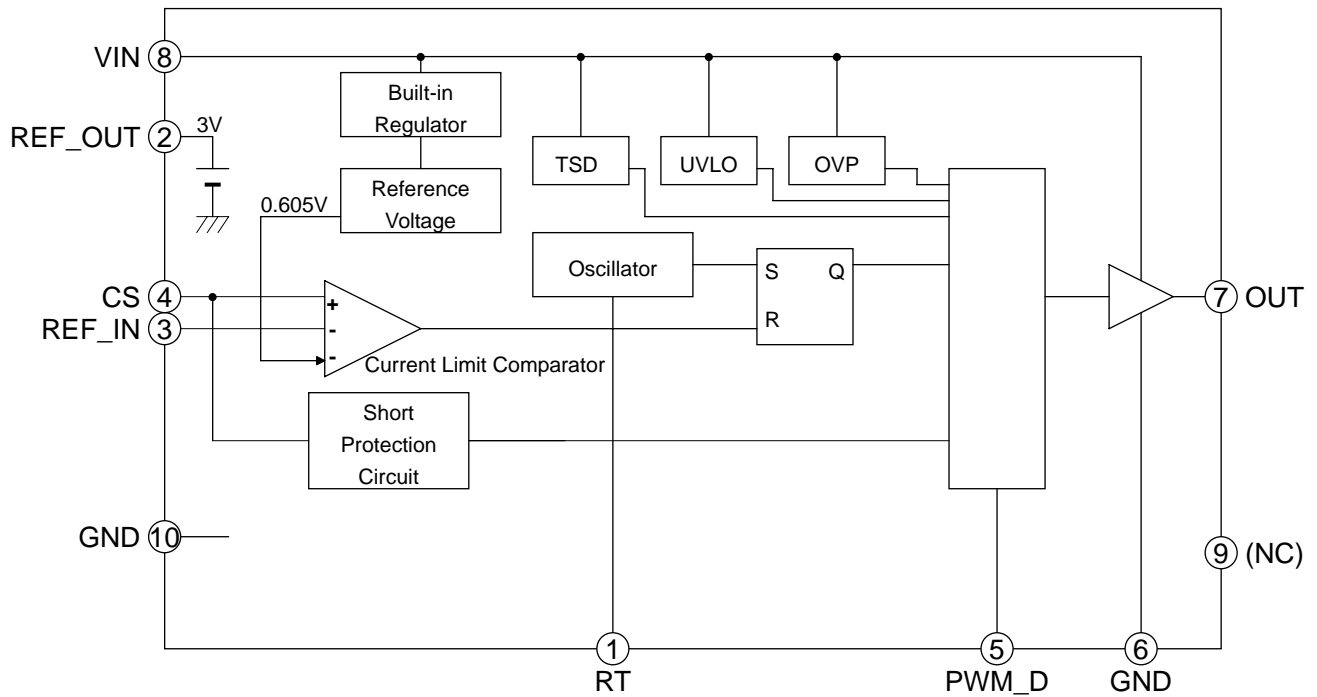 VIN 8
Built-in
Regulator
REF_OUT 2
3V
TSD
UVLO
OVP
Reference
Voltage
0.605V
Oscillator
S Q
R
CS 4
+
REF_IN 3
-
-
Current Limit Comparator
7 OUT
Short
Protection
Circuit
GND 10
9 (NC)
1
RT
5
PWM_D
6
GND